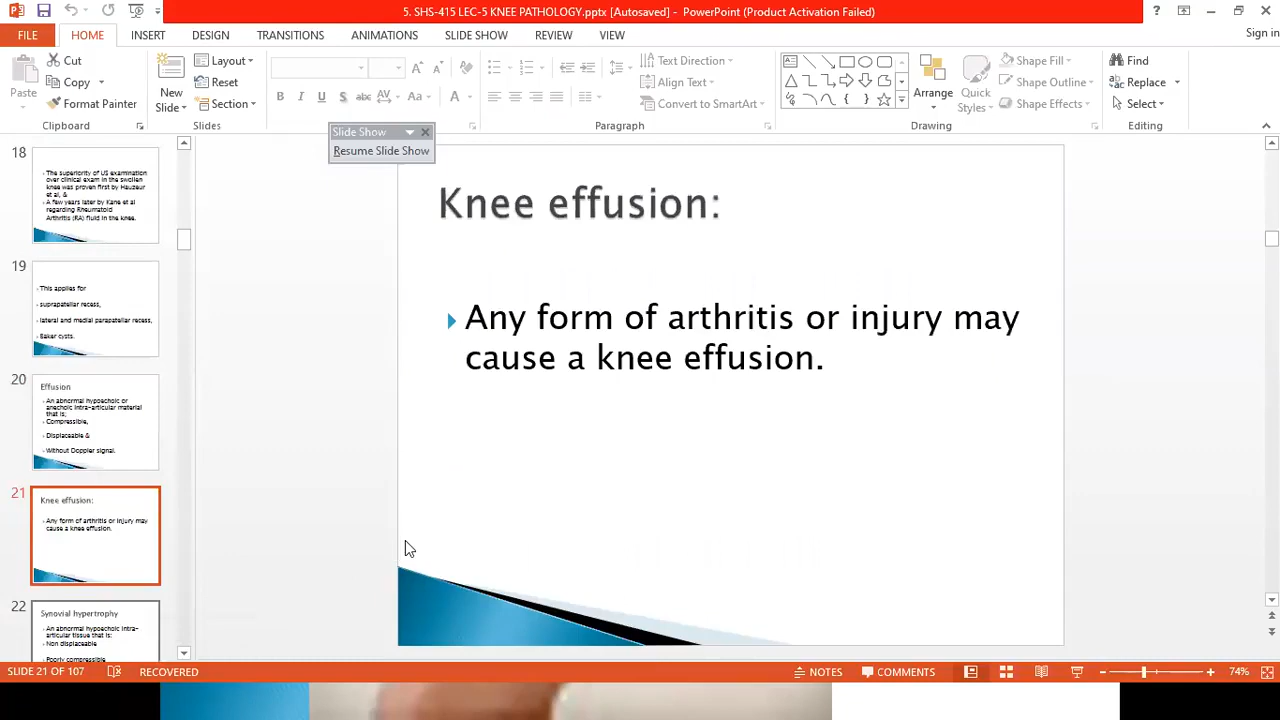 5. SHS-415 LEC-5 KNEE PATHOLOGY.pptx [Autosaved] - PowerPoint (Product Activation Failed)
FILE HOME INSERT DESIGN TRANSITIONS ANIMATIONS SLIDE SHOW REVIEW VIEW Sign in
Paste
Cut
Copy
Format Painter
Clipboard
New Slide
Layout
Reset
Section
Slides
B I U S abc AV Aa A
Paragraph
Text Direction
Align Text
Convert to SmartArt
Arrange
Quick Styles
Shape Fill
Shape Outline
Shape Effects
Drawing
Find
Replace
Select
Editing
Slide Show
Resume Slide Show
18
The superiority of US examination
over clinical exam in the swollen
knee was proven first by Hauzeur
et al, &
A few years later by Kane et al
regarding Rheumatoid
Arthritis (RA) fluid in the knee.
19
This applies for
suprapatellar recess,
lateral and medial parapatellar recess,
Baker cysts.
20
Effusion
An abnormal hypoechoic or
anechoic intra-articular material
that is;
Compressible,
Displaceable &
Without Doppler signal.
21
Knee effusion:
Any form of arthritis or injury may
cause a knee effusion.
22
Synovial hypertrophy
An abnormal hypoechoic intra-
articular tissue that is:
Non displaceable
Poorly compressible
Knee effusion:
Any form of arthritis or injury may
cause a knee effusion.
SLIDE 21 OF 107 RECOVERED NOTES COMMENTS 74%